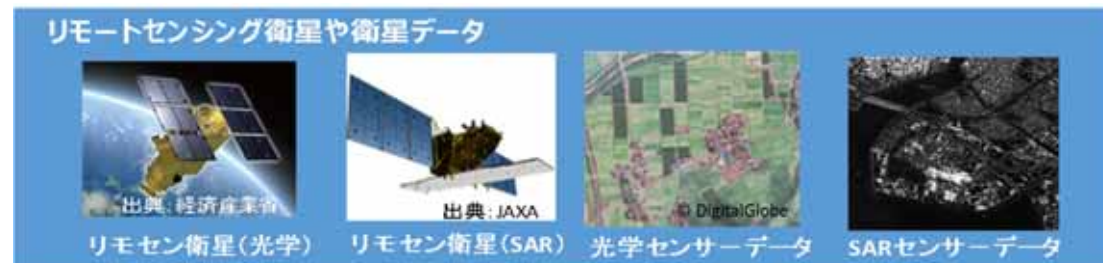 リモートセンシング衛星や衛星データ
出典:経済産業省
出典:JAXA
© DigitalGlobe
リモセン衛星(光学)
リモセン衛星(SAR)
光学センサーデータ
SARセンサーデータ